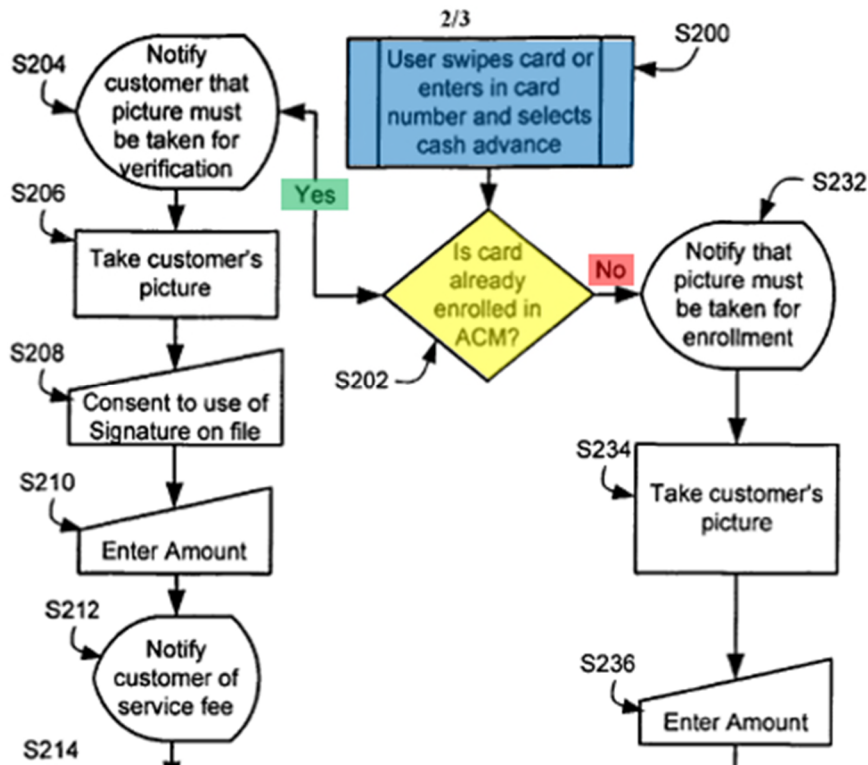 2/3
S200
User swipes card or
enters in card
number and selects
cash advance
S204
Notify
customer that
picture must
be taken for
verification
Yes
S206
Take customer's
picture
Is card
already
enrolled in
ACM?
S202
No
S232
Notify that
picture must
be taken for
enrollment
S208
Consent to use of
Signature on file
S210
Enter Amount
S234
Take customer's
picture
S212
Notify
customer of
service fee
S236
Enter Amount
S214